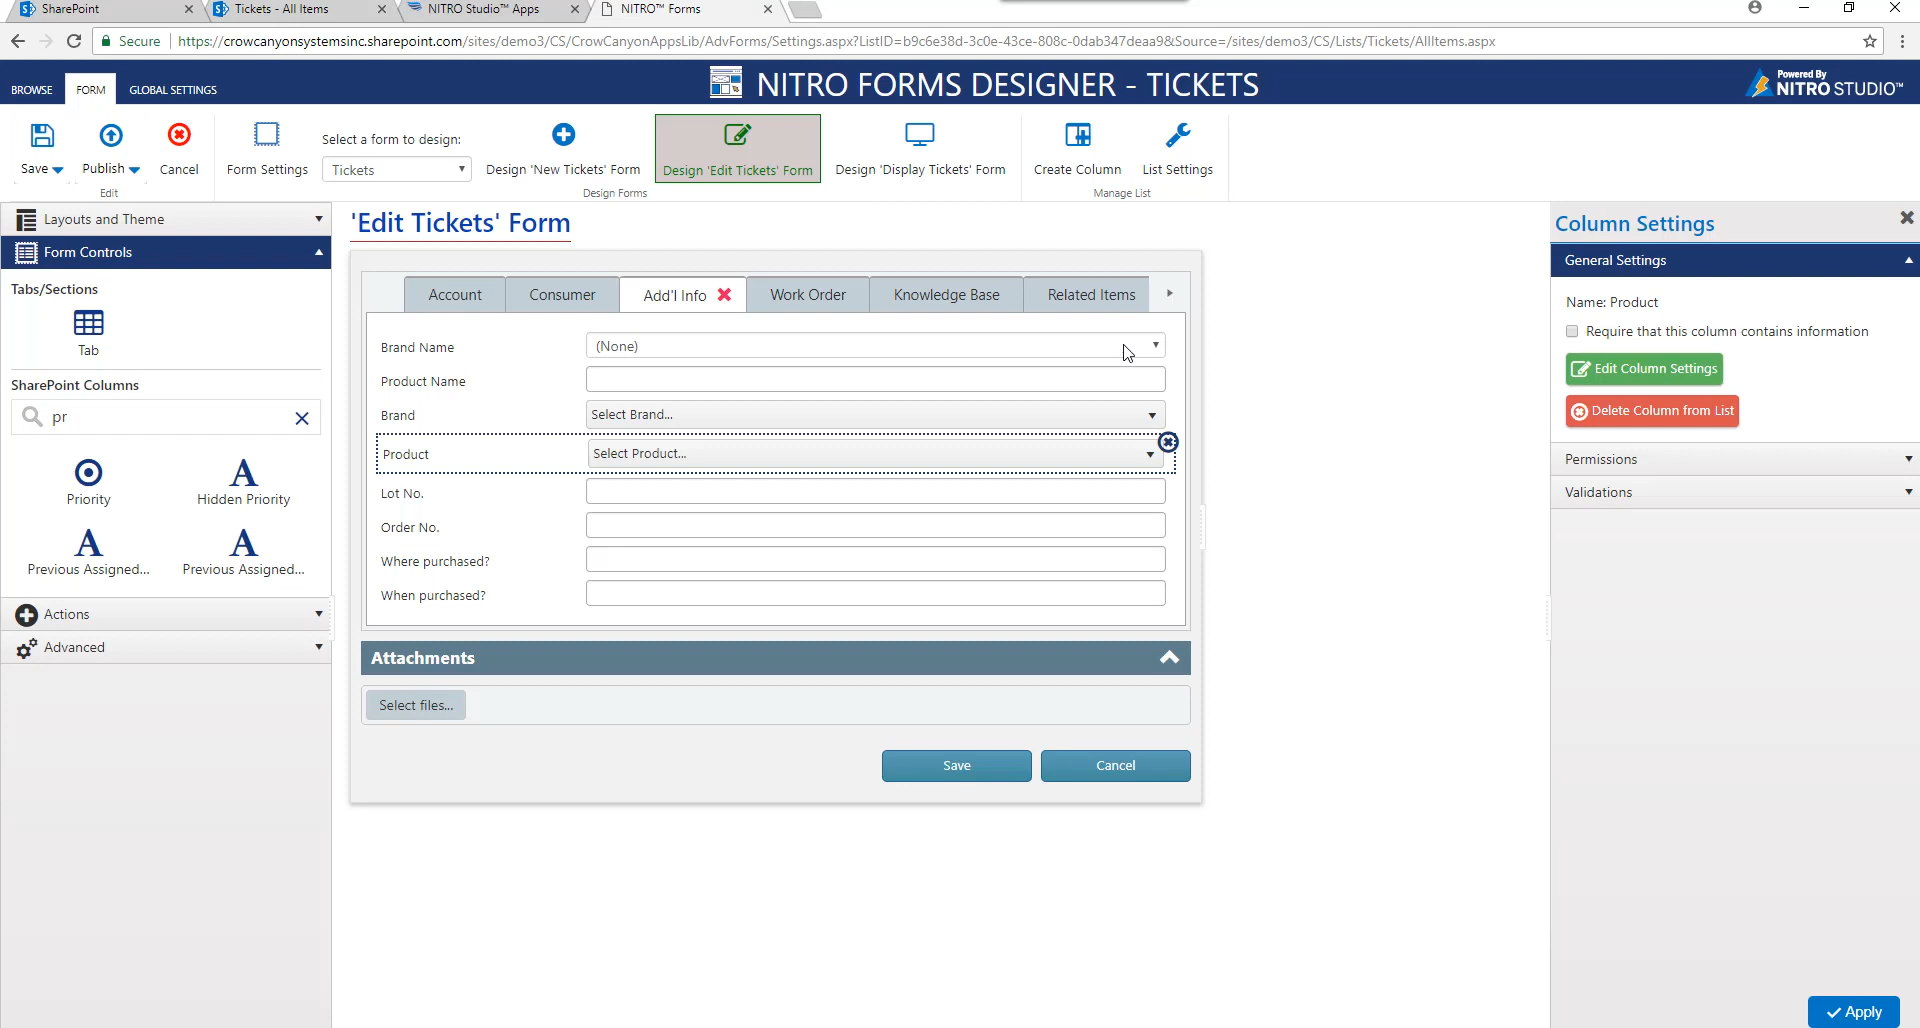 SharePoint
Tickets - All Items
NITRO Studio™ Apps
NITRO™ Forms
Secure
https://crowcanyonsystemsinc.sharepoint.com/sites/demo3/CS/CrowCanyonAppsLib/AdvForms/Settings.aspx?ListID=b9c6e38d-3c0e-43ce-808c-0dab347deaa9&Source=/sites/demo3/CS/Lists/Tickets/AllItems.aspx
BROWSE
FORM
GLOBAL SETTINGS
NITRO FORMS DESIGNER - TICKETS
Powered By
NITRO STUDIO™
Save
Publish
Cancel
Edit
Form Settings
Select a form to design:
Tickets
Design 'New Tickets' Form
Design 'Edit Tickets' Form
Design 'Display Tickets' Form
Design Forms
Create Column
List Settings
Manage List
Layouts and Theme
Form Controls
Tabs/Sections
Tab
SharePoint Columns
pr
Priority
Hidden Priority
Previous Assigned...
Previous Assigned...
Actions
Advanced
'Edit Tickets' Form
Account
Consumer
Add'l Info
Work Order
Knowledge Base
Related Items
Brand Name
(None)
Product Name
Brand
Select Brand...
Product
Select Product...
Lot No.
Order No.
Where purchased?
When purchased?
Attachments
Select files...
Save
Cancel
Column Settings
General Settings
Name: Product
Require that this column contains information
Edit Column Settings
Delete Column from List
Permissions
Validations
Apply